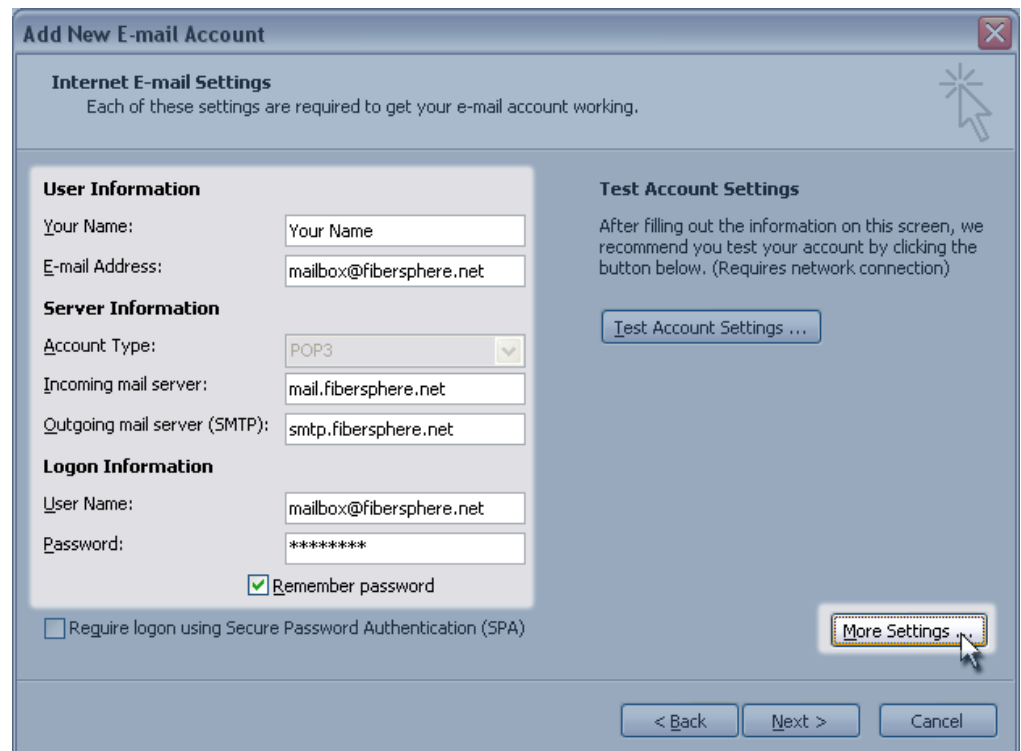 Add New E-mail Account
Internet E-mail Settings
Each of these settings are required to get your e-mail account working.
User Information
Your Name: Your Name
E-mail Address: mailbox@fibersphere.net
Server Information
Account Type: POP3
Incoming mail server: mail.fibersphere.net
Outgoing mail server (SMTP): smtp.fibersphere.net
Logon Information
User Name: mailbox@fibersphere.net
Password: ********
Remember password
Require logon using Secure Password Authentication (SPA)
Test Account Settings
After filling out the information on this screen, we
recommend you test your account by clicking the
button below. (Requires network connection)
Test Account Settings ...
More Settings ...
< Back
Next >
Cancel